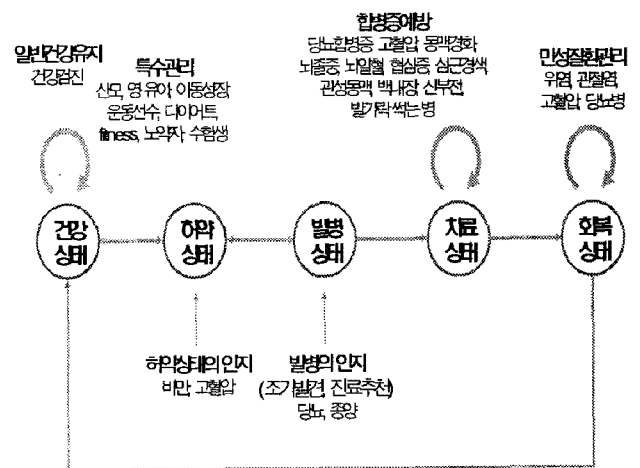 일반건강유지
건강검진
특수관리
산모, 영 유아, 아동성장,
운동선수, 다이어트,
fitness, 노약자, 수험생
합병증예방
당뇨합병증 고혈압 동맥경화
뇌졸중, 뇌일혈, 협심증, 심근경색,
관성동맥, 백내장, 신부전,
발가락 썩는 병
만성질환관리
위염, 관절염,
고혈압, 당뇨병
건강
상태
허약
상태
발병
상태
치료
상태
회복
상태
허약상태의 인지
비만, 고혈압
발병의 인지
(조기발견, 진료추천)
당뇨, 종양